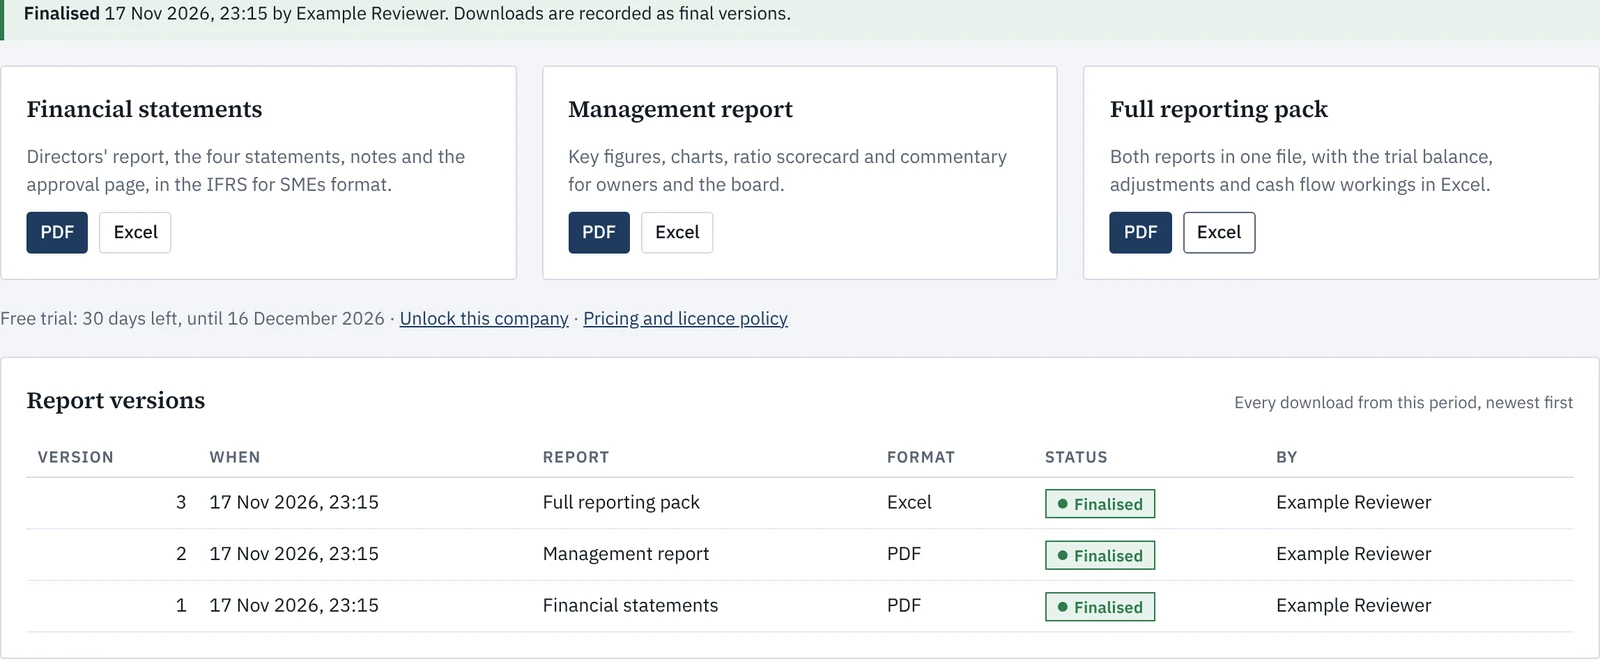 Finalised 17 Nov 2026, 23:15 by Example Reviewer. Downloads are recorded as final versions.
Financial statements
Directors' report, the four statements, notes and the
approval page, in the IFRS for SMEs format.
PDF Excel
Management report
Key figures, charts, ratio scorecard and commentary
for owners and the board.
PDF Excel
Full reporting pack
Both reports in one file, with the trial balance,
adjustments and cash flow workings in Excel.
PDF Excel
Free trial: 30 days left, until 16 December 2026 · Unlock this company · Pricing and licence policy
Report versions
Every download from this period, newest first
VERSION WHEN REPORT FORMAT STATUS BY
3 17 Nov 2026, 23:15 Full reporting pack Excel Finalised Example Reviewer
2 17 Nov 2026, 23:15 Management report PDF Finalised Example Reviewer
1 17 Nov 2026, 23:15 Financial statements PDF Finalised Example Reviewer